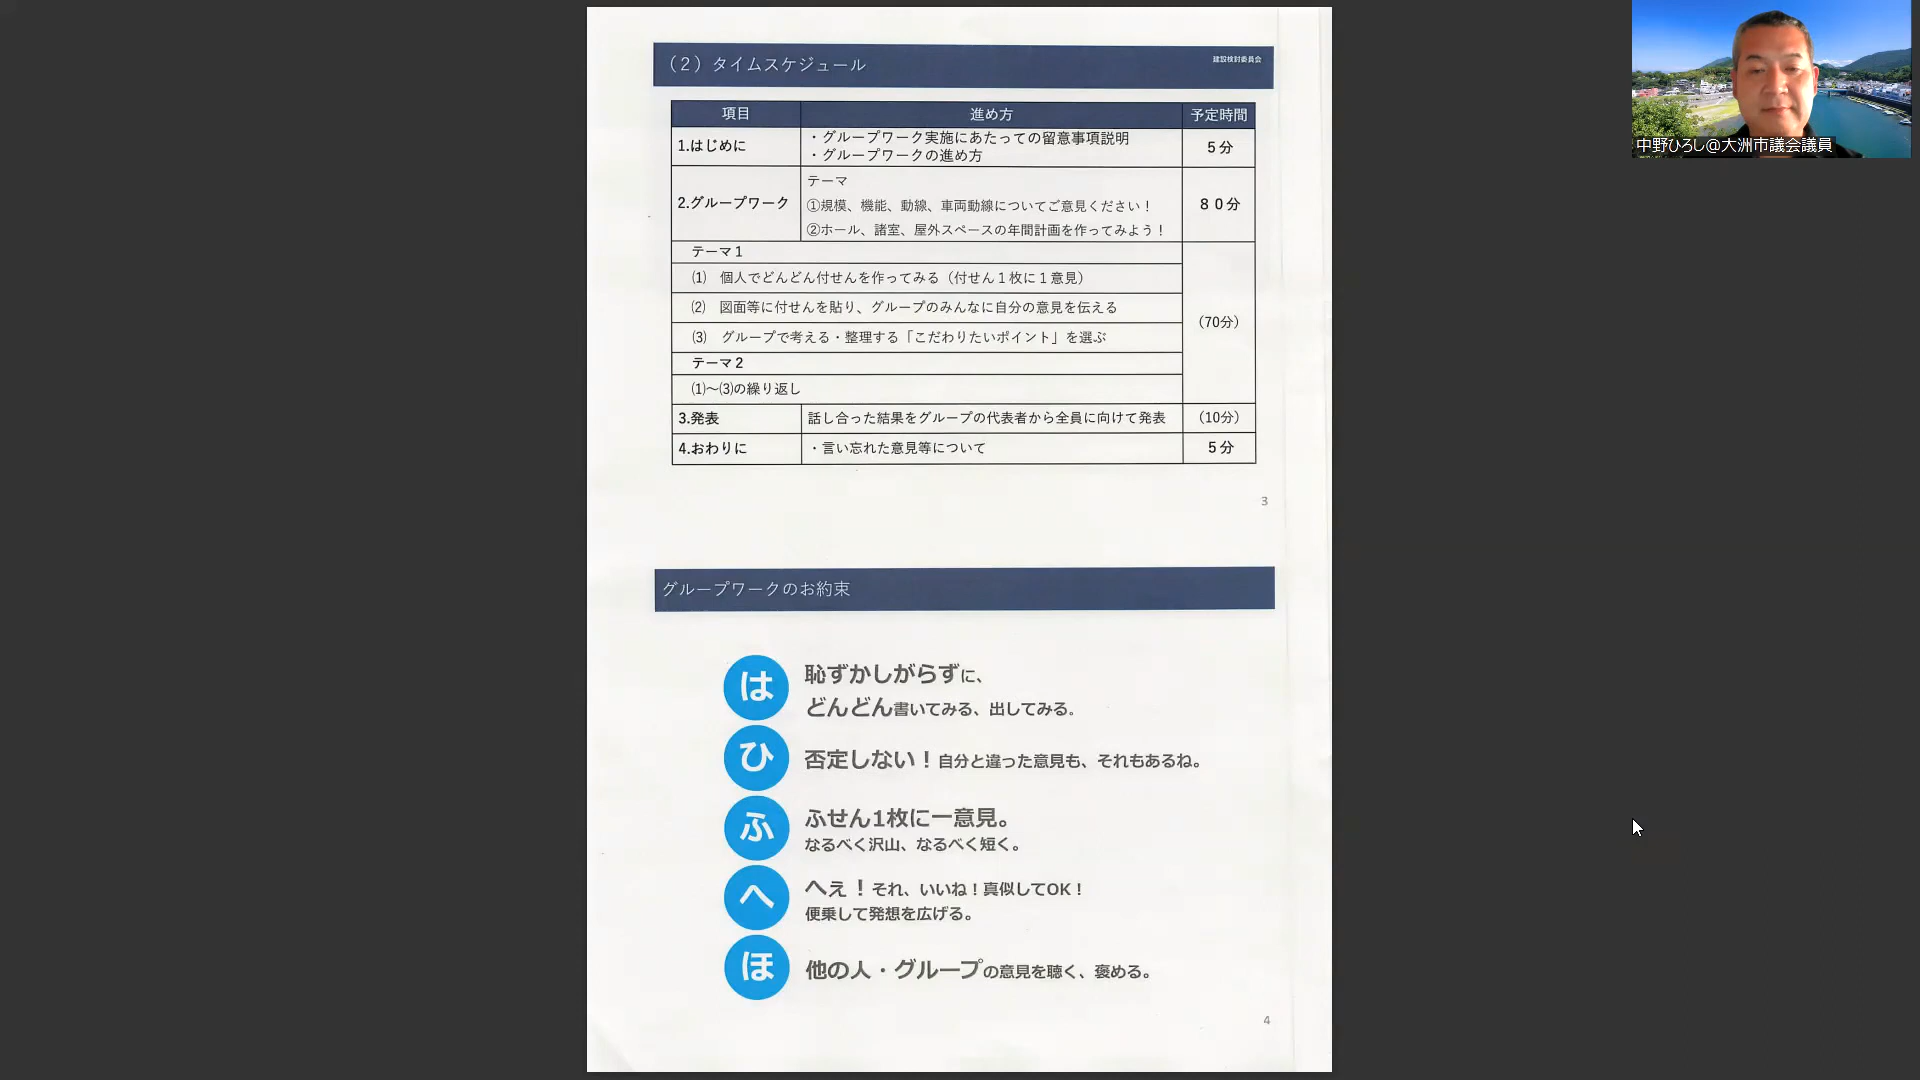 （２）タイムスケジュール
建設検討委員会
項目 進め方 予定時間
1.はじめに
・グループワーク実施にあたっての留意事項説明
・グループワークの進め方
５分
2.グループワーク
テーマ
①規模、機能、動線、車両動線についてご意見ください！
②ホール、諸室、屋外スペースの年間計画を作ってみよう！
８０分
テーマ１
⑴　個人でどんどん付せんを作ってみる（付せん１枚に１意見）
⑵　図面等に付せんを貼り、グループのみんなに自分の意見を伝える
⑶　グループで考える・整理する「こだわりたいポイント」を選ぶ
（70分）
テーマ２
⑴～⑶の繰り返し
3.発表 話し合った結果をグループの代表者から全員に向けて発表 （10分）
4.おわりに ・言い忘れた意見等について ５分
3
グループワークのお約束
は
恥ずかしがらずに、
どんどん書いてみる、出してみる。
ひ 否定しない！自分と違った意見も、それもあるね。
ふ
ふせん1枚に一意見。
なるべく沢山、なるべく短く。
へ
へぇ！それ、いいね！真似してOK！
便乗して発想を広げる。
ほ 他の人・グループの意見を聴く、褒める。
4
中野ひろし@大洲市議会議員